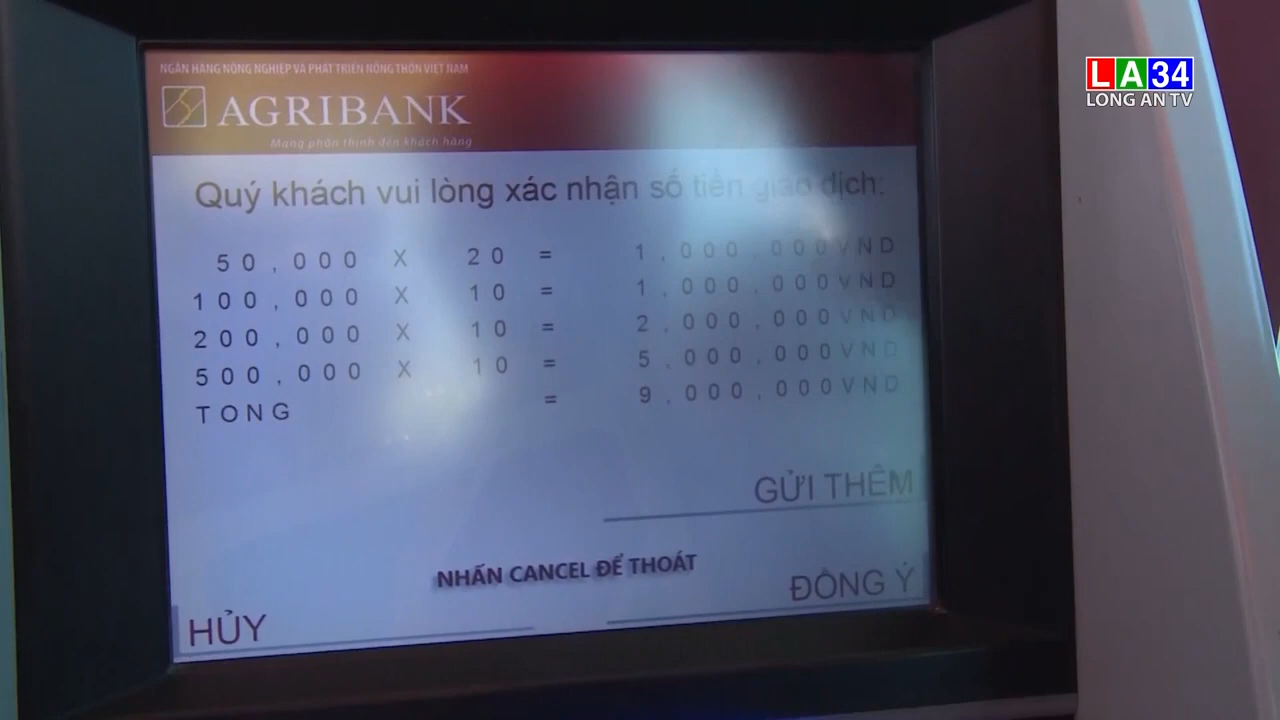 NGÂN HÀNG NÔNG NGHIỆP VÀ PHÁT TRIỂN NÔNG THÔN VIỆT NAM
AGRIBANK
Mang phồn thịnh đến khách hàng
LA34
LONG AN TV
Quý khách vui lòng xác nhận số tiền giao dịch:
50,000 X 20 = 1,000,000VND
100,000 X 10 = 1,000,000VND
200,000 X 10 = 2,000,000VND
500,000 X 10 = 5,000,000VND
TONG = 9,000,000VND
GỬI THÊM
NHẤN CANCEL ĐỂ THOÁT
ĐỒNG Ý
HỦY